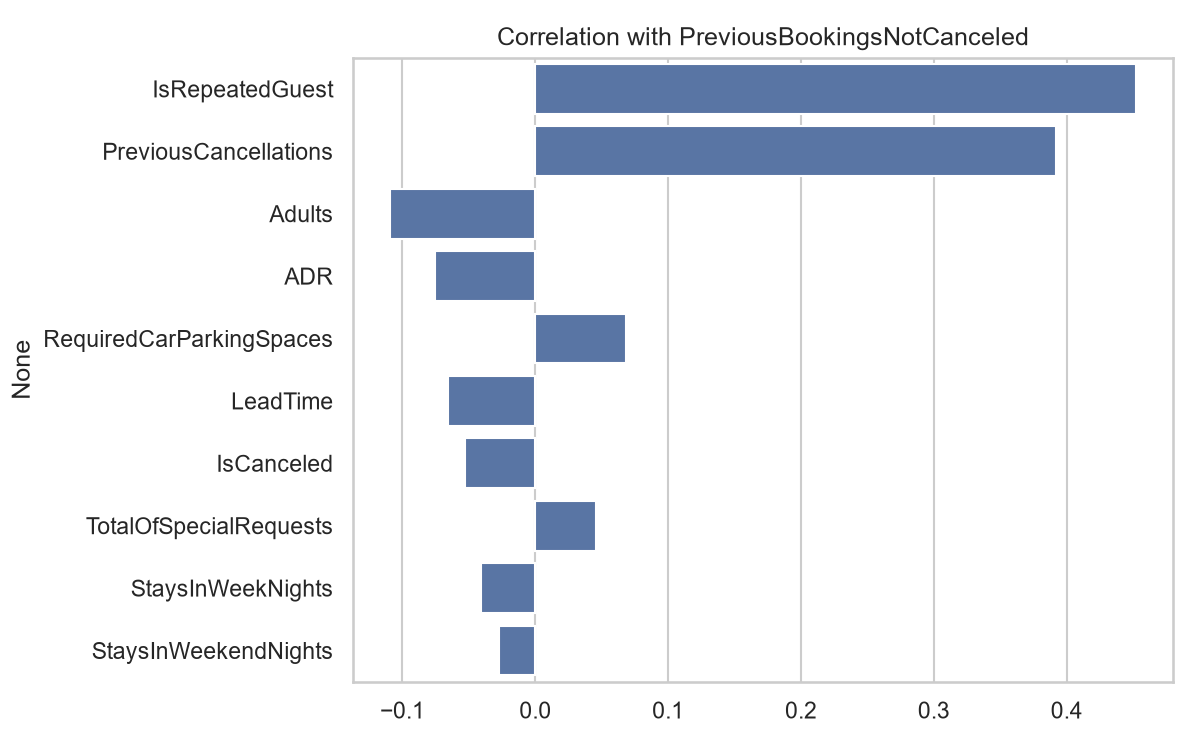 Correlation with PreviousBookingsNotCanceled
IsRepeatedGuest
PreviousCancellations
Adults
ADR
RequiredCarParkingSpaces
LeadTime
IsCanceled
TotalOfSpecialRequests
StaysInWeekNights
StaysInWeekendNights
None
−0.1 0.0 0.1 0.2 0.3 0.4